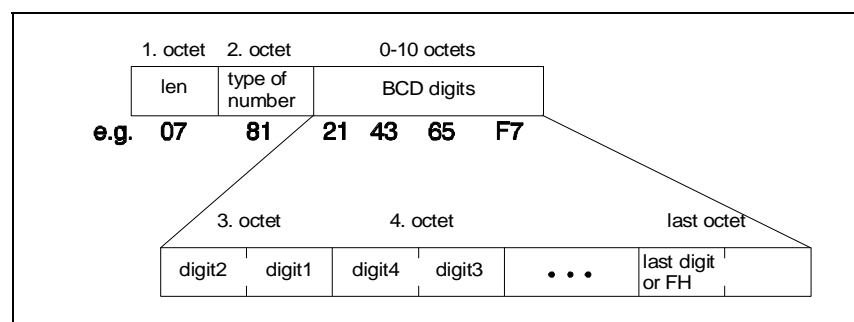 1. octet 2. octet 0-10 octets
len type of number BCD digits
e.g. 07 81 21 43 65 F7
3. octet 4. octet last octet
digit2 digit1 digit4 digit3 • • • last digit or FH